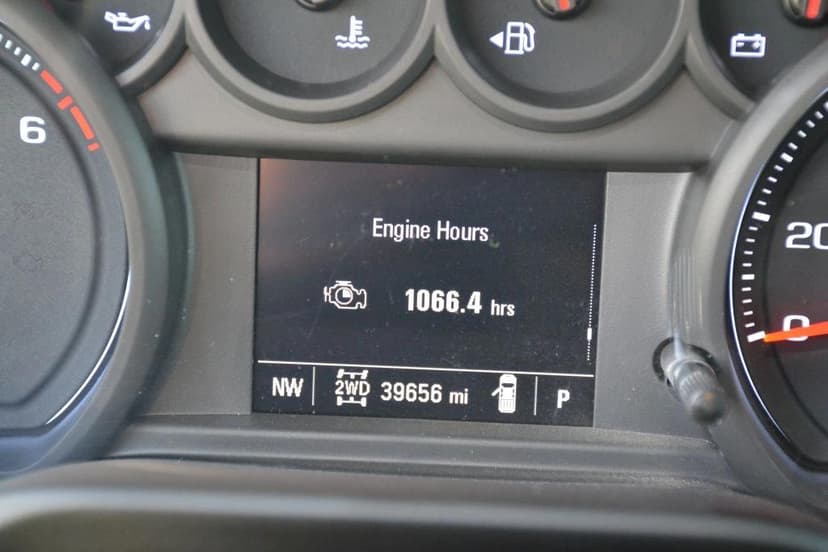 6
Engine Hours
1066.4 hrs
20
0
NW 2WD 39656 mi P